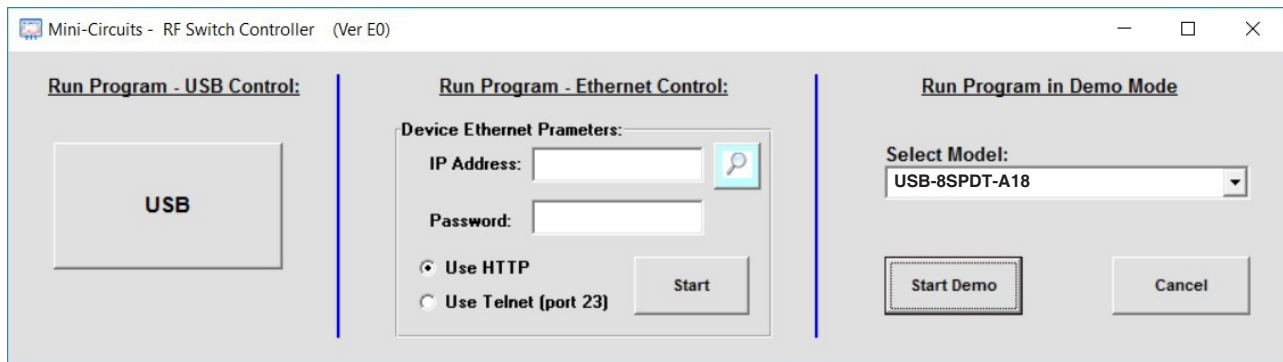 Mini-Circuits - RF Switch Controller (Ver E0)
Run Program - USB Control:
USB
Run Program - Ethernet Control:
Device Ethernet Prameters:
IP Address:
Password:
Use HTTP
Use Telnet (port 23)
Start
Run Program in Demo Mode
Select Model:
USB-8SPDT-A18
Start Demo
Cancel